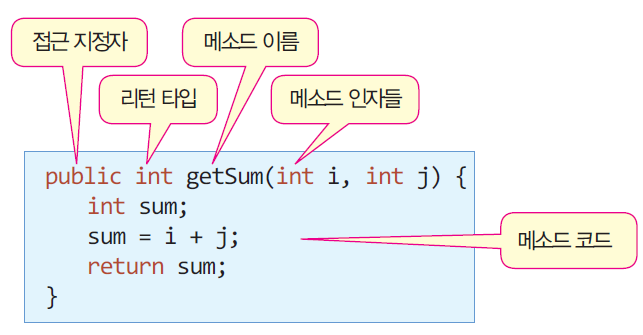 접근 지정자
메소드 이름
리턴 타입
메소드 인자들
public int getSum(int i, int j) {
int sum;
sum = i + j;
return sum;
}
메소드 코드